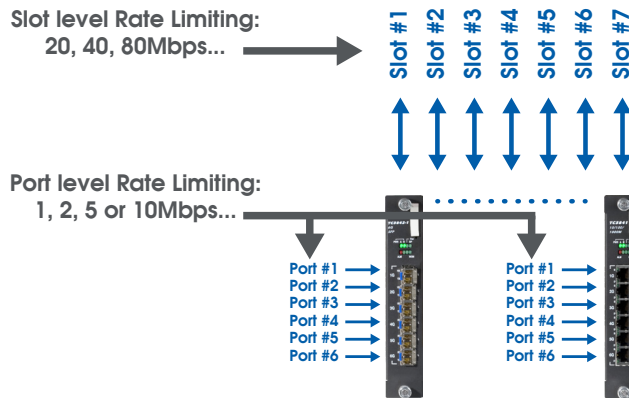 Slot level Rate Limiting:
20, 40, 80Mbps...
Slot #1
Slot #2
Slot #3
Slot #4
Slot #5
Slot #6
Slot #7
Port level Rate Limiting:
1, 2, 5 or 10Mbps...
Port #1
Port #2
Port #3
Port #4
Port #5
Port #6
Port #1
Port #2
Port #3
Port #4
Port #5
Port #6